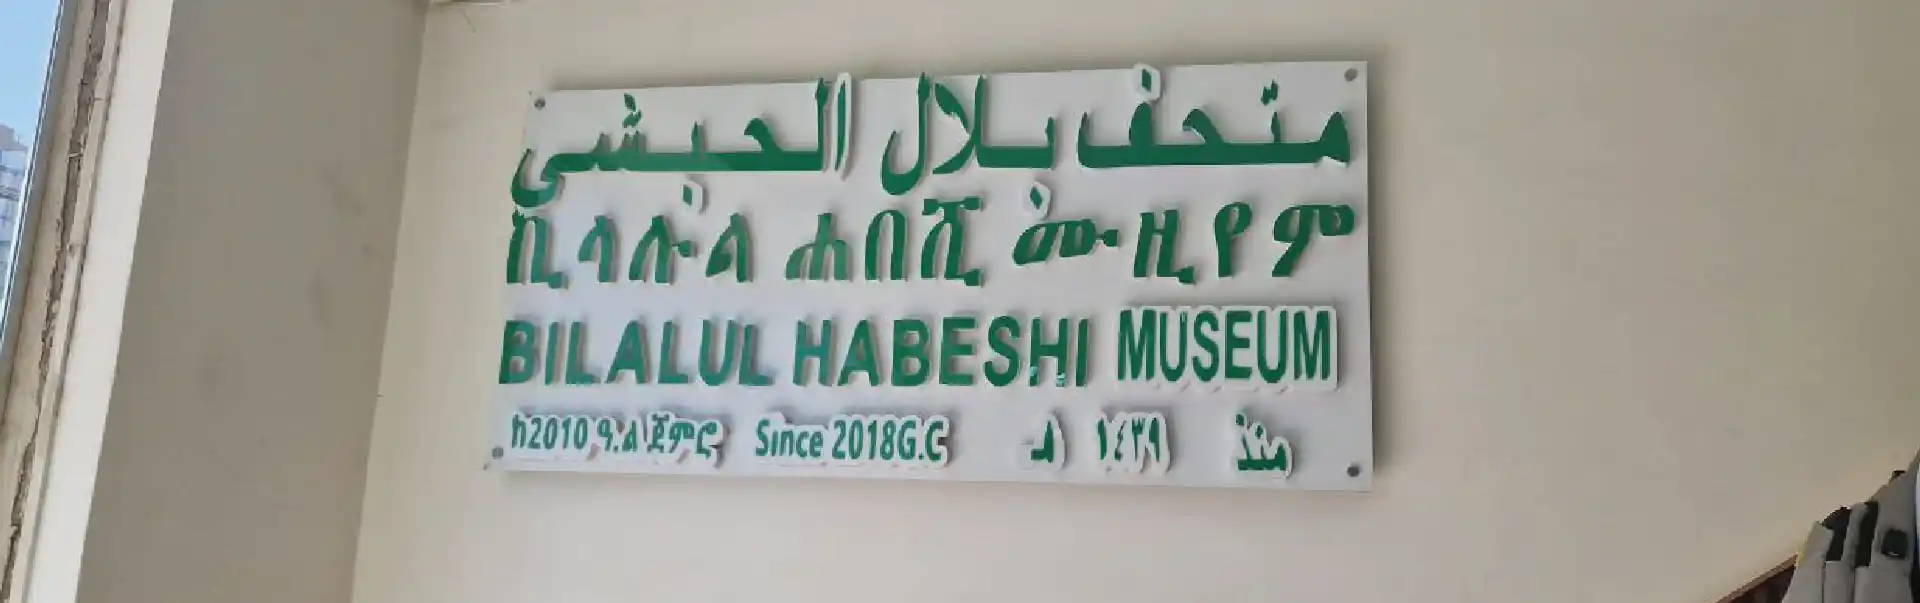 متحف بلال الحبشي
ቢላሉል ሐበሺ ሙዚየም
BILALUL HABESHI MUSEUM
ከ2010 ዓ.ል ጀምሮ Since 2018G.C منذ ١٤٣٩ هـ